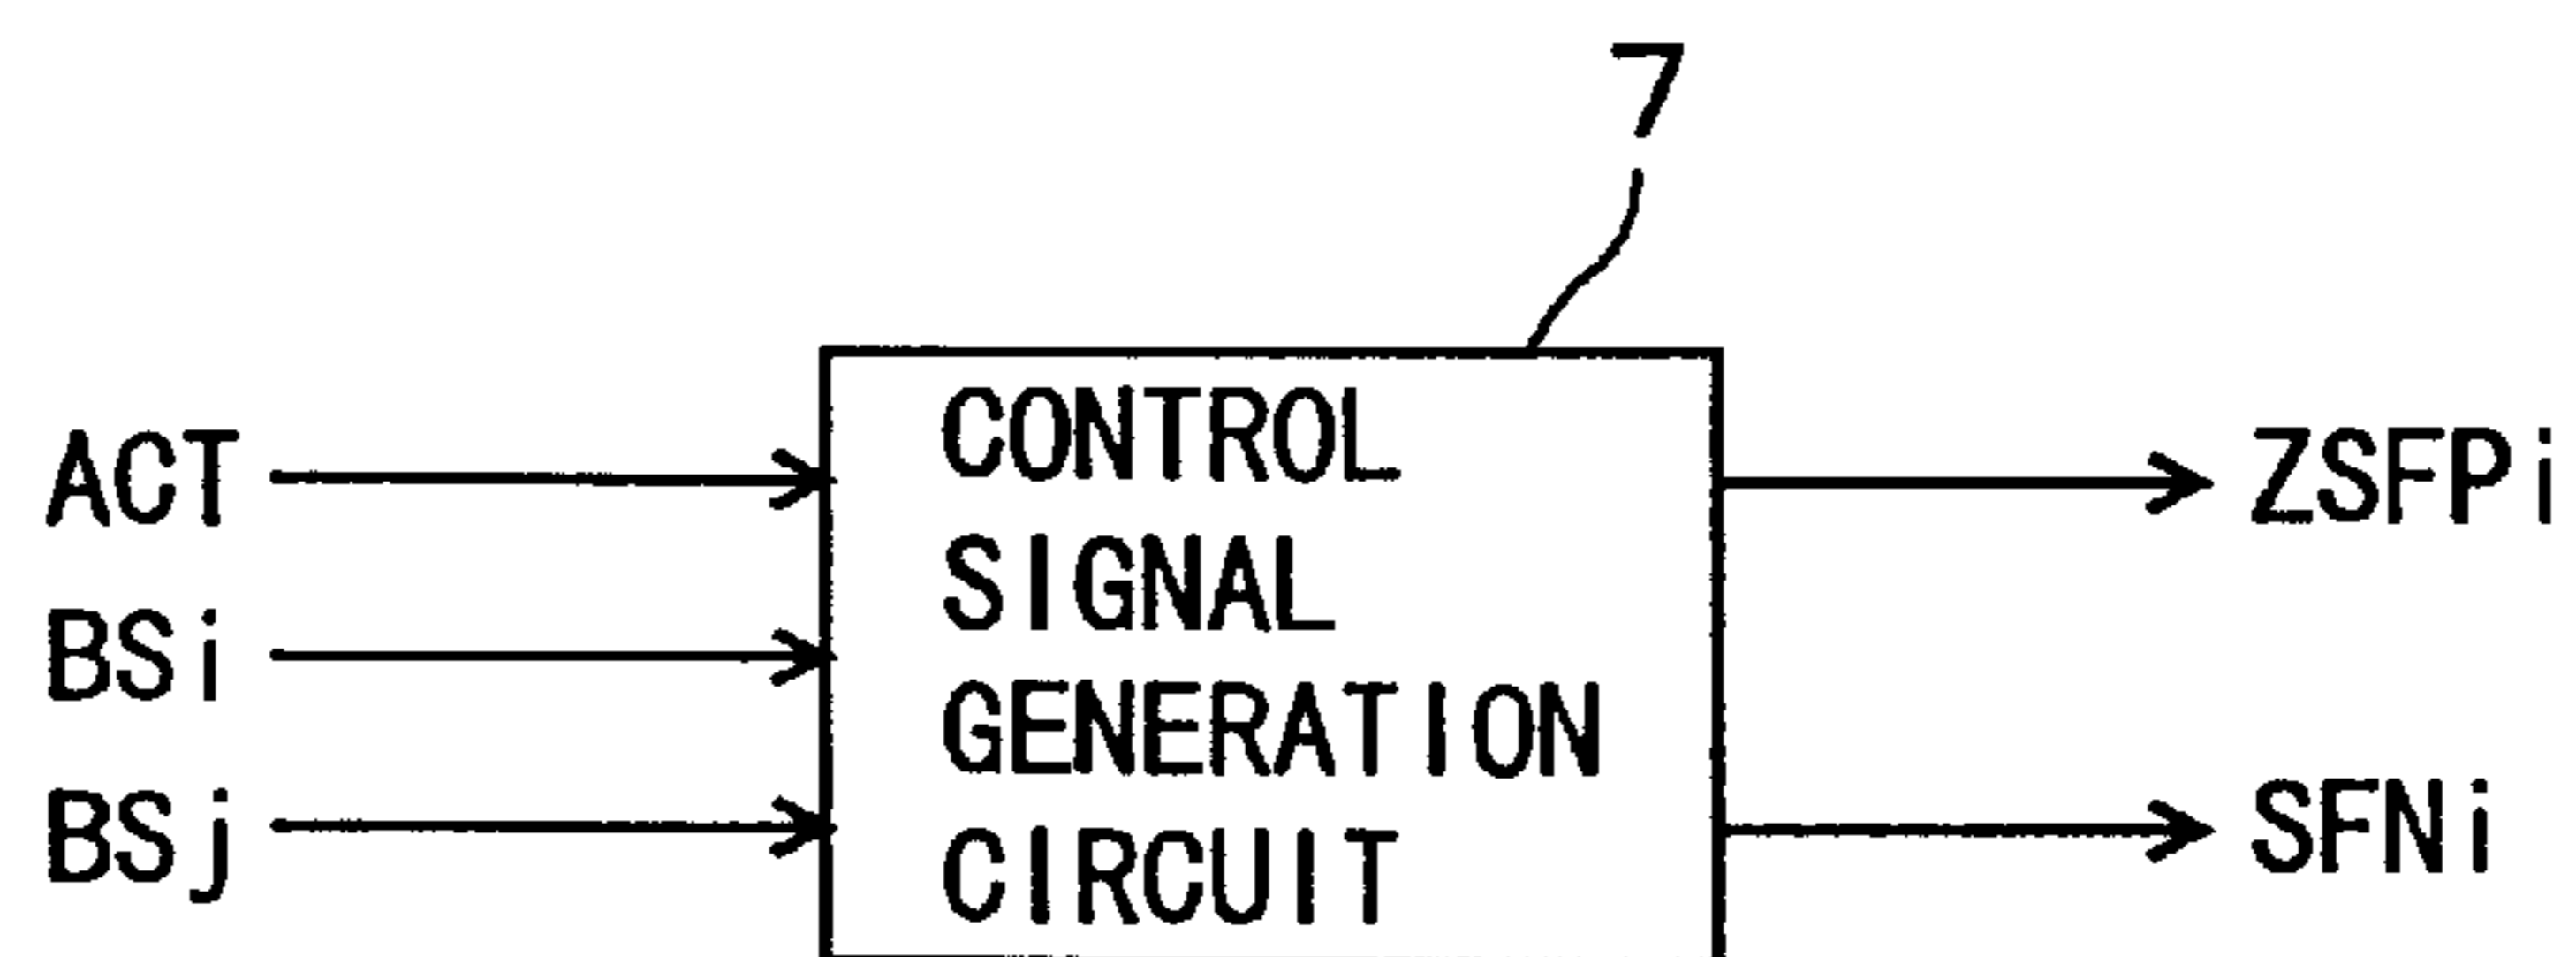 7
ACT
BSi
BSj
CONTROL
SIGNAL
GENERATION
CIRCUIT
ZSFPi
SFNi